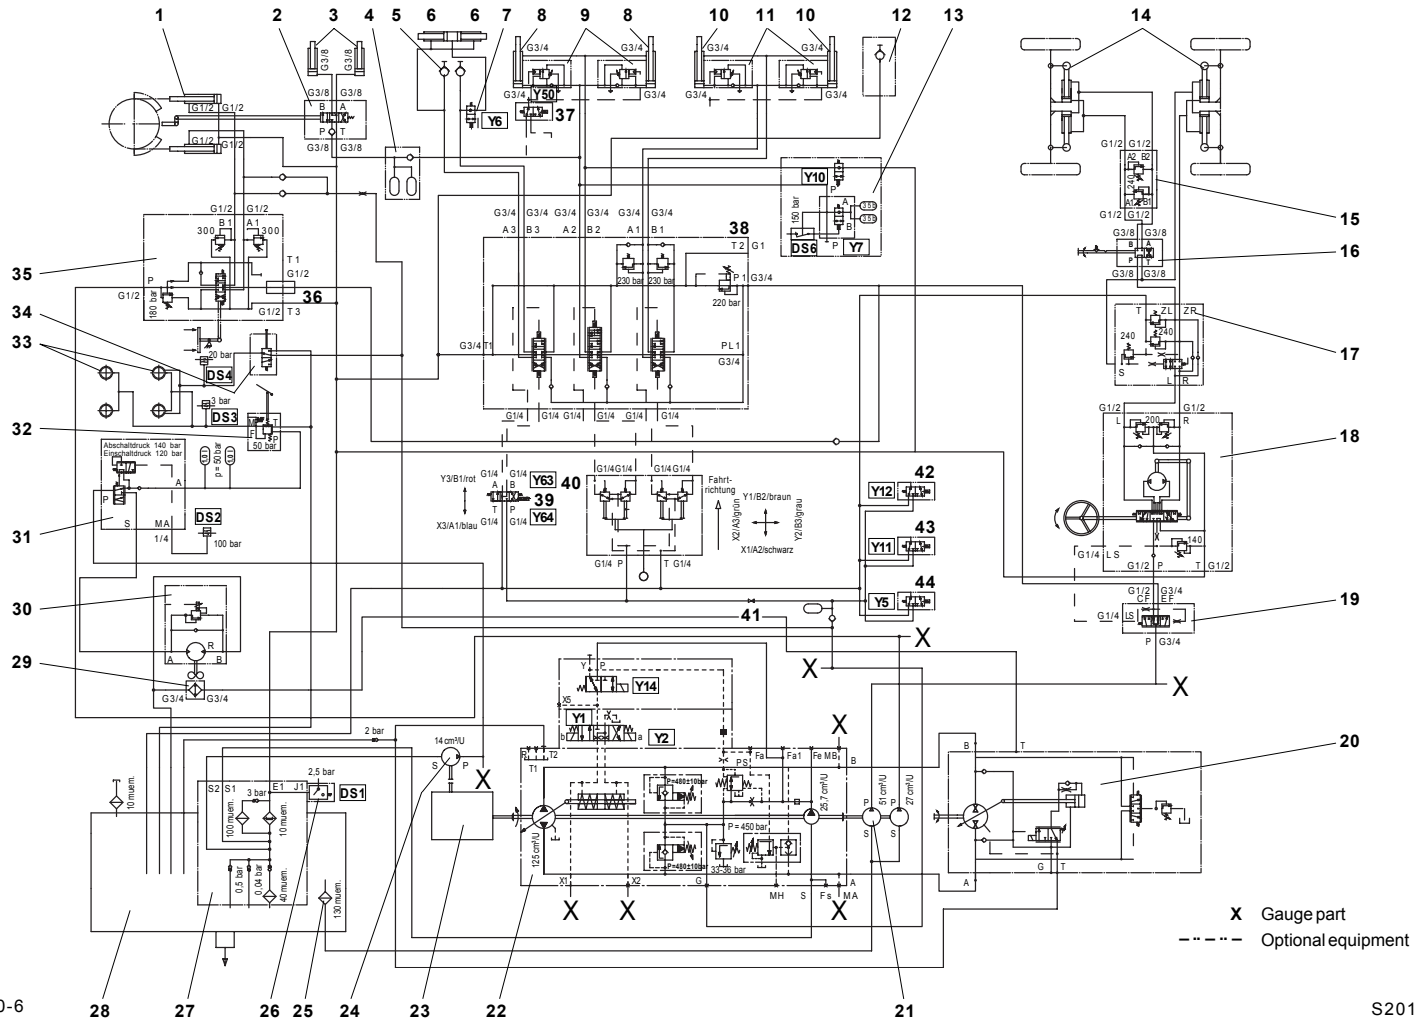 1 2 3 4 5 6 6 7 8 9 8 10 11 10 12 13 14
G3/8 G3/8
G3/4 G3/4 G3/4 G3/4
G1/2 G1/2
G3/8 G3/8
B A
P T
G3/8 G3/8
G1/2 G1/2
G3/4 G3/4 G3/4 G3/4
Y50
37
Y6
Y10
P
150 bar
A
B
355
355
DS6
P
Y7
G1/2 G1/2
A2 B2
240
A1 B1
G1/2 G1/2
15
G3/8 G3/8
B A
P T
G3/8 G3/8
16
G1/2 G1/2
B1 A1
300 300
35
P
G1/2
180 bar
T1
G1/2
36
G1/2 T3
G3/4 G3/4 G3/4 G3/4 G3/4 G3/4
38
A3 B3 A2 B2 A1 B1
T2 G1
230 bar 230 bar
P1 G3/4
220 bar
G3/4 T1
PL1
G3/4
G1/4 G1/4 G1/4 G1/4 G1/4 G1/4
T ZL ZR
240
240
S
L R
17
34
33
20 bar
DS4
3 bar
DS3
32
M T
F P
50 bar
Abschaltdruck 140 bar
Einschaltdruck 120 bar
p = 50 bar
A
P
S MA
1/4
DS2
100 bar
31
G1/2 G1/2
L 200 R
18
140
G1/4 LS
G1/2 P T G1/2
Y3/B1/rot
X3/A1/blau
G1/4 G1/4
A B
Y63
39
T P
G1/4 G1/4
Y64
40
G1/4 G1/4 G1/4 G1/4
G1/4 P T G1/4
Fahrt-
richtung
Y1/B2/braun
X2/A3/grün
Y2/B3/grau
X1/A2/schwarz
42
Y12
43
Y11
44
Y5
G1/2 G3/4
CF EF
G1/4 LS
P G3/4
19
30
A R B
29
G3/4 G3/4
41
X
X
X
X
X
X
X
Y P
Y14
X5
Y1
b a
Y2
2 bar
14 cm³/U
S P
R T2
T1
Fa Fa1 Fe MB
B
PS
P=480±10bar
P=480±10bar
P = 450 bar
33-36 bar
125 cm³/U
25,7 cm³/U
51 cm³/U
27 cm³/U
P P
S S
X1 X2 G MH S Fs MA
A
B T
A G T
20
10 muem.
S2 S1
E1 J1
2,5 bar
DS1
3 bar
100 muem.
10 muem.
0,5 bar
0,04 bar
40 muem.
130 muem.
X Gauge part
Optional equipment
0-6
28 27 26 25 24 23 22 21
S201